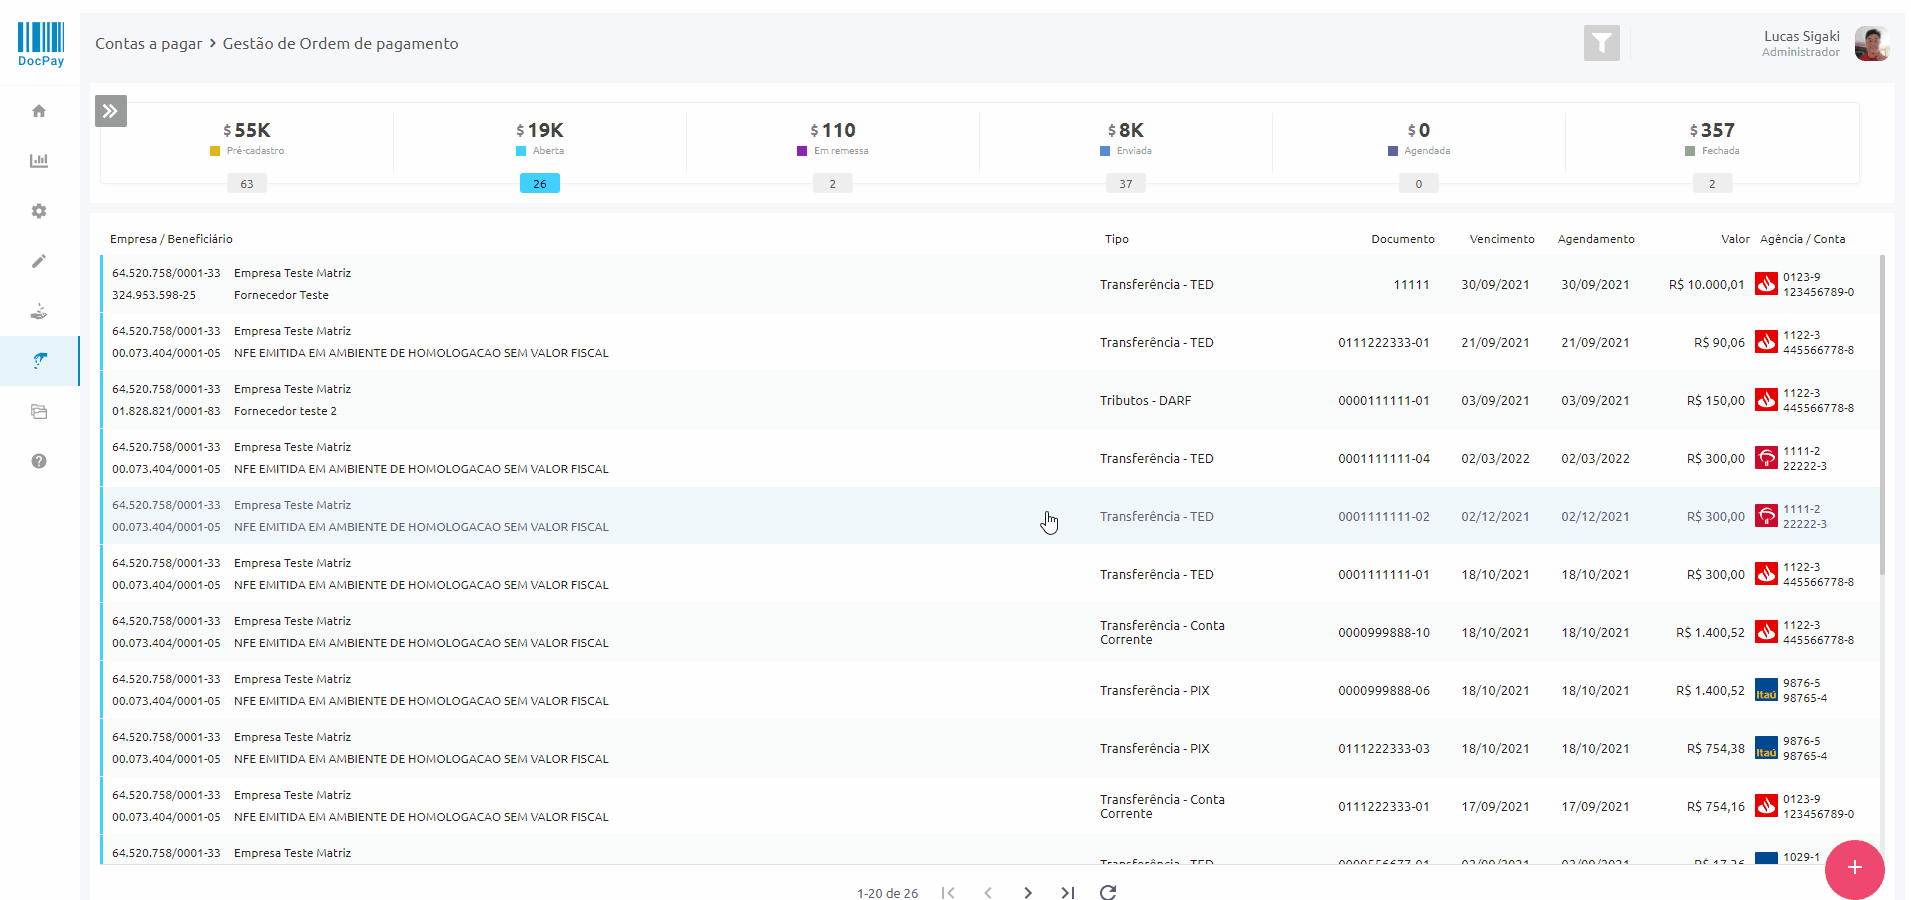 DocPay
Contas a pagar > Gestão de Ordem de pagamento
Lucas Sigaki
Administrador
$ 55K
Pré-cadastro
63
$ 19K
Aberta
26
$ 110
Em remessa
2
$ 8K
Enviada
37
$ 0
Agendada
0
$ 357
Fechada
2
Empresa / Beneficiário Tipo Documento Vencimento Agendamento Valor Agência / Conta
64.520.758/0001-33 Empresa Teste Matriz
324.953.598-25 Fornecedor Teste
Transferência - TED 11111 30/09/2021 30/09/2021 R$ 10.000,01
0123-9
123456789-0
64.520.758/0001-33 Empresa Teste Matriz
00.073.404/0001-05 NFE EMITIDA EM AMBIENTE DE HOMOLOGACAO SEM VALOR FISCAL
Transferência - TED 0111222333-01 21/09/2021 21/09/2021 R$ 90,06
1122-3
445566778-8
64.520.758/0001-33 Empresa Teste Matriz
01.828.821/0001-83 Fornecedor teste 2
Tributos - DARF 0000111111-01 03/09/2021 03/09/2021 R$ 150,00
1122-3
445566778-8
64.520.758/0001-33 Empresa Teste Matriz
00.073.404/0001-05 NFE EMITIDA EM AMBIENTE DE HOMOLOGACAO SEM VALOR FISCAL
Transferência - TED 0001111111-04 02/03/2022 02/03/2022 R$ 300,00
1111-2
22222-3
64.520.758/0001-33 Empresa Teste Matriz
00.073.404/0001-05 NFE EMITIDA EM AMBIENTE DE HOMOLOGACAO SEM VALOR FISCAL
Transferência - TED 0001111111-02 02/12/2021 02/12/2021 R$ 300,00
1111-2
22222-3
64.520.758/0001-33 Empresa Teste Matriz
00.073.404/0001-05 NFE EMITIDA EM AMBIENTE DE HOMOLOGACAO SEM VALOR FISCAL
Transferência - TED 0001111111-01 18/10/2021 18/10/2021 R$ 300,00
1122-3
445566778-8
64.520.758/0001-33 Empresa Teste Matriz
00.073.404/0001-05 NFE EMITIDA EM AMBIENTE DE HOMOLOGACAO SEM VALOR FISCAL
Transferência - Conta
Corrente
0000999888-10 18/10/2021 18/10/2021 R$ 1.400,52
1122-3
445566778-8
64.520.758/0001-33 Empresa Teste Matriz
00.073.404/0001-05 NFE EMITIDA EM AMBIENTE DE HOMOLOGACAO SEM VALOR FISCAL
Transferência - PIX 0000999888-06 18/10/2021 18/10/2021 R$ 1.400,52
Itaú
9876-5
98765-4
64.520.758/0001-33 Empresa Teste Matriz
00.073.404/0001-05 NFE EMITIDA EM AMBIENTE DE HOMOLOGACAO SEM VALOR FISCAL
Transferência - PIX 0111222333-03 18/10/2021 18/10/2021 R$ 754,38
Itaú
9876-5
98765-4
64.520.758/0001-33 Empresa Teste Matriz
00.073.404/0001-05 NFE EMITIDA EM AMBIENTE DE HOMOLOGACAO SEM VALOR FISCAL
Transferência - Conta
Corrente
0111222333-01 17/09/2021 17/09/2021 R$ 754,16
0123-9
123456789-0
64.520.758/0001-33 Empresa Teste Matriz
Transferência - TED
1029-1
1-20 de 26